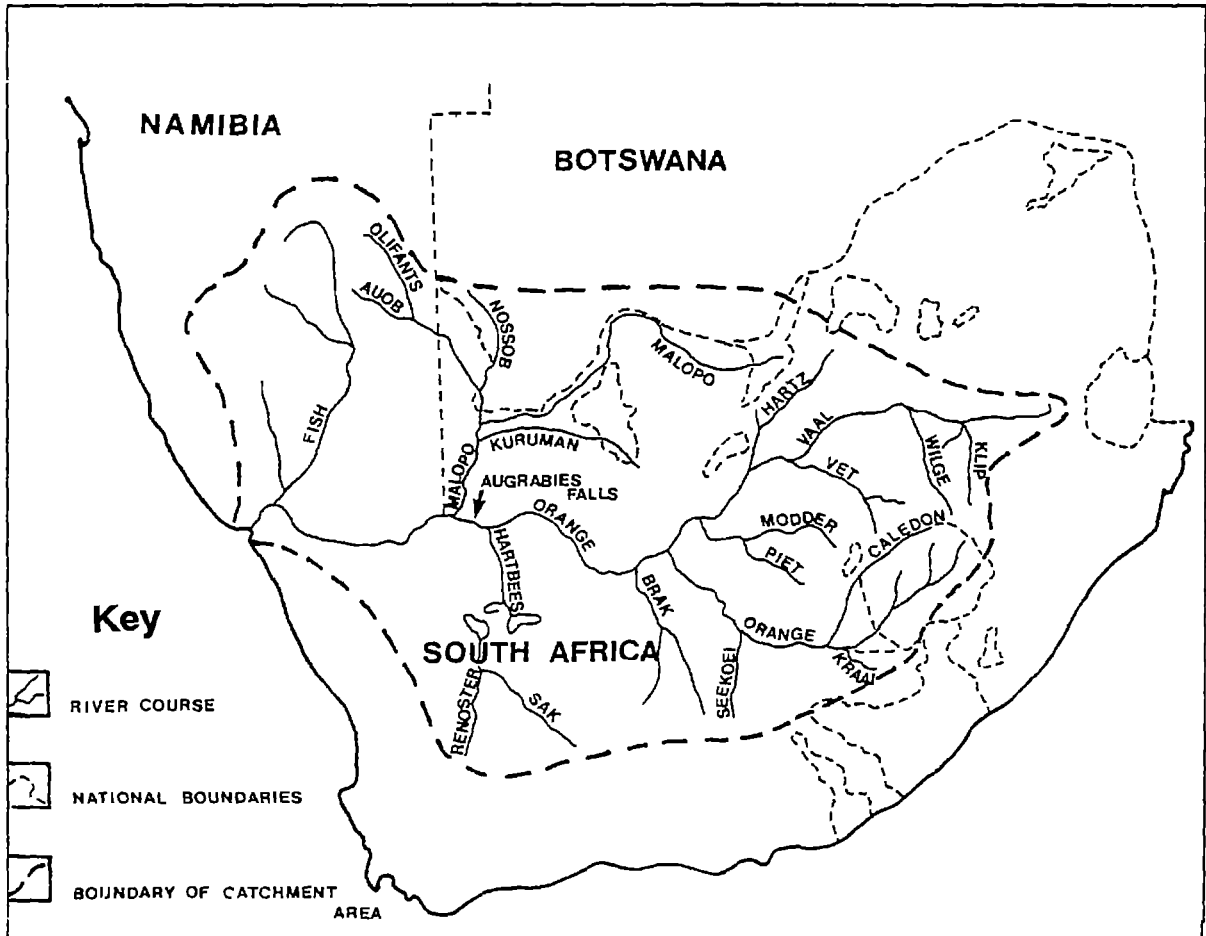 NAMIBIA
BOTSWANA
OLIFANTS
AUOB
NOSSOB
MALOPO
HARTZ
FISH
VAAL
KURUMAN
VET
WILGE
KLIP
MALOPO
AUGRABIES
FALLS
ORANGE
MODDER
CALEDON
PIET
HARTBEES
BRAK
Key
ORANGE
SOUTH AFRICA
KRAAI
SEEKOEI
RENOSTER
SAK
RIVER COURSE
NATIONAL BOUNDARIES
BOUNDARY OF CATCHMENT
AREA